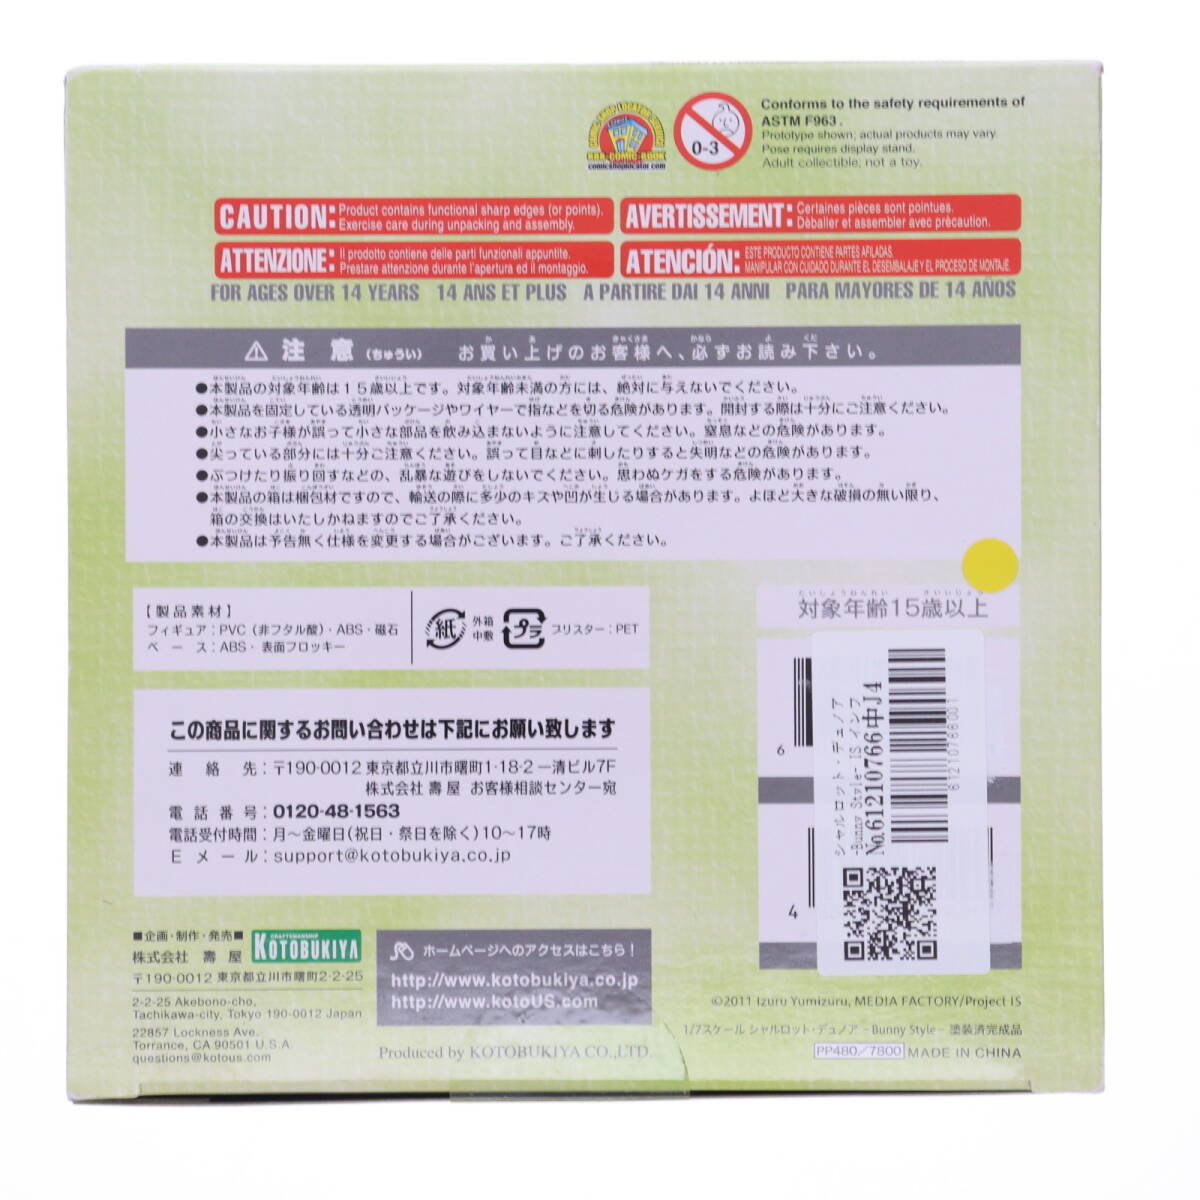 COMIC SHOP LOCATOR SERVICE
888-COMIC-BOOK
comicshoplocator.com
0-3
Conforms to the safety requirements of
ASTM F963 .
Prototype shown; actual products may vary.
Pose requires display stand.
Adult collectible; not a toy.
CAUTION: Product contains functional sharp edges (or points).
Exercise care during unpacking and assembly.
AVERTISSEMENT: Certaines pièces sont pointues.
Déballer et assembler avec précaution.
ATTENZIONE: Il prodotto contiene delle parti funzionali appuntite.
Prestare attenzione durante l'apertura ed il montaggio.
ATENCIÓN: ESTE PRODUCTO CONTIENE PARTES AFILADAS.
MANIPULAR CON CUIDADO DURANTE EL DESEMBALAJE Y EL PROCESO DE MONTAJE.
FOR AGES OVER 14 YEARS 14 ANS ET PLUS A PARTIRE DAI 14 ANNI PARA MAYORES DE 14 AÑOS
⚠ 注意(ちゅうい) お買い上げのお客様へ、必ずお読み下さい。
●本製品の対象年齢は15歳以上です。対象年齢未満の方には、絶対に与えないでください。
●本製品を固定している透明パッケージやワイヤーで指などを切る危険があります。開封する際は十分にご注意ください。
●小さなお子様が誤って小さな部品を飲み込まないように注意してください。窒息などの危険があります。
●尖っている部分には十分ご注意ください。誤って目などに刺したりすると失明などの危険があります。
●ぶつけたり振り回すなどの、乱暴な遊びをしないでください。思わぬケガをする危険があります。
●本製品の箱は梱包材ですので、輸送の際に多少のキズや凹が生じる場合があります。よほど大きな破損の無い限り、
箱の交換はいたしかねますのでご了承ください。
●本製品は予告無く仕様を変更する場合がございます。ご了承ください。
【製品素材】
フィギュア:PVC(非フタル酸)・ABS・磁石
ベース:ABS・表面フロッキー
紙 外箱
中敷
プラ ブリスター:PET
対象年齢15歳以上
この商品に関するお問い合わせは下記にお願い致します
連絡先:〒190-0012 東京都立川市曙町1-18-2 一清ビル7F
株式会社 壽屋 お客様相談センター宛
電話番号:0120-48-1563
電話受付時間:月〜金曜日(祝日・祭日を除く)10〜17時
Eメール:support@kotobukiya.co.jp
シャルロット・デュノア
-Bunny Style- IS インフ
No.61210766中J4
61210766001
6
4
■企画・制作・発売■
株式会社 壽屋
CRAFTSMANSHIP
KOTOBUKIYA
〒190-0012 東京都立川市曙町2-2-25
2-2-25 Akebono-cho,
Tachikawa-city, Tokyo 190-0012 Japan
22857 Lockness Ave.
Torrance, CA 90501 U.S.A.
questions@kotous.com
ホームページへのアクセスはこちら!
http://www.kotobukiya.co.jp
http://www.kotoUS.com
Produced by KOTOBUKIYA CO.,LTD.
©2011 Izuru Yumizuru, MEDIA FACTORY/Project IS
1/7スケール シャルロット・デュノア -Bunny Style- 塗装済完成品
PP480/7800 MADE IN CHINA